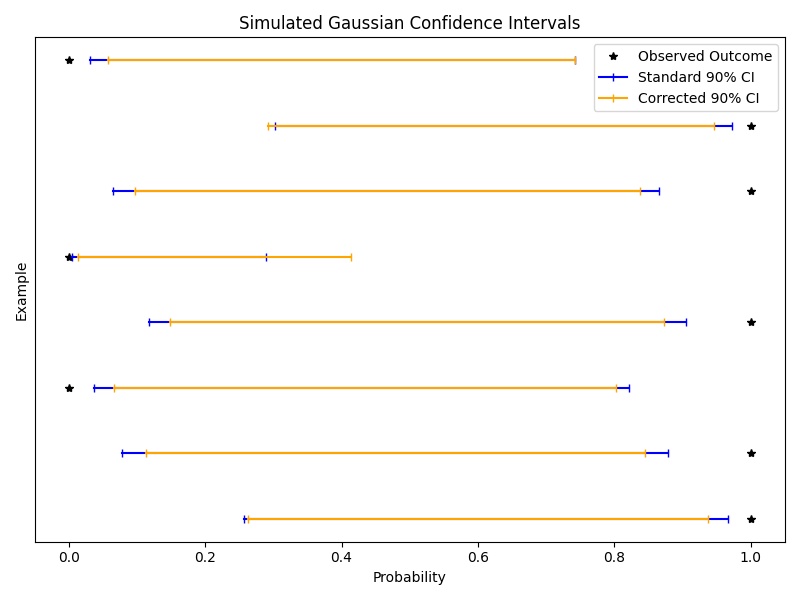 Simulated Gaussian Confidence Intervals
Observed Outcome
Standard 90% CI
Corrected 90% CI
Example
0.0 0.2 0.4 0.6 0.8 1.0
Probability